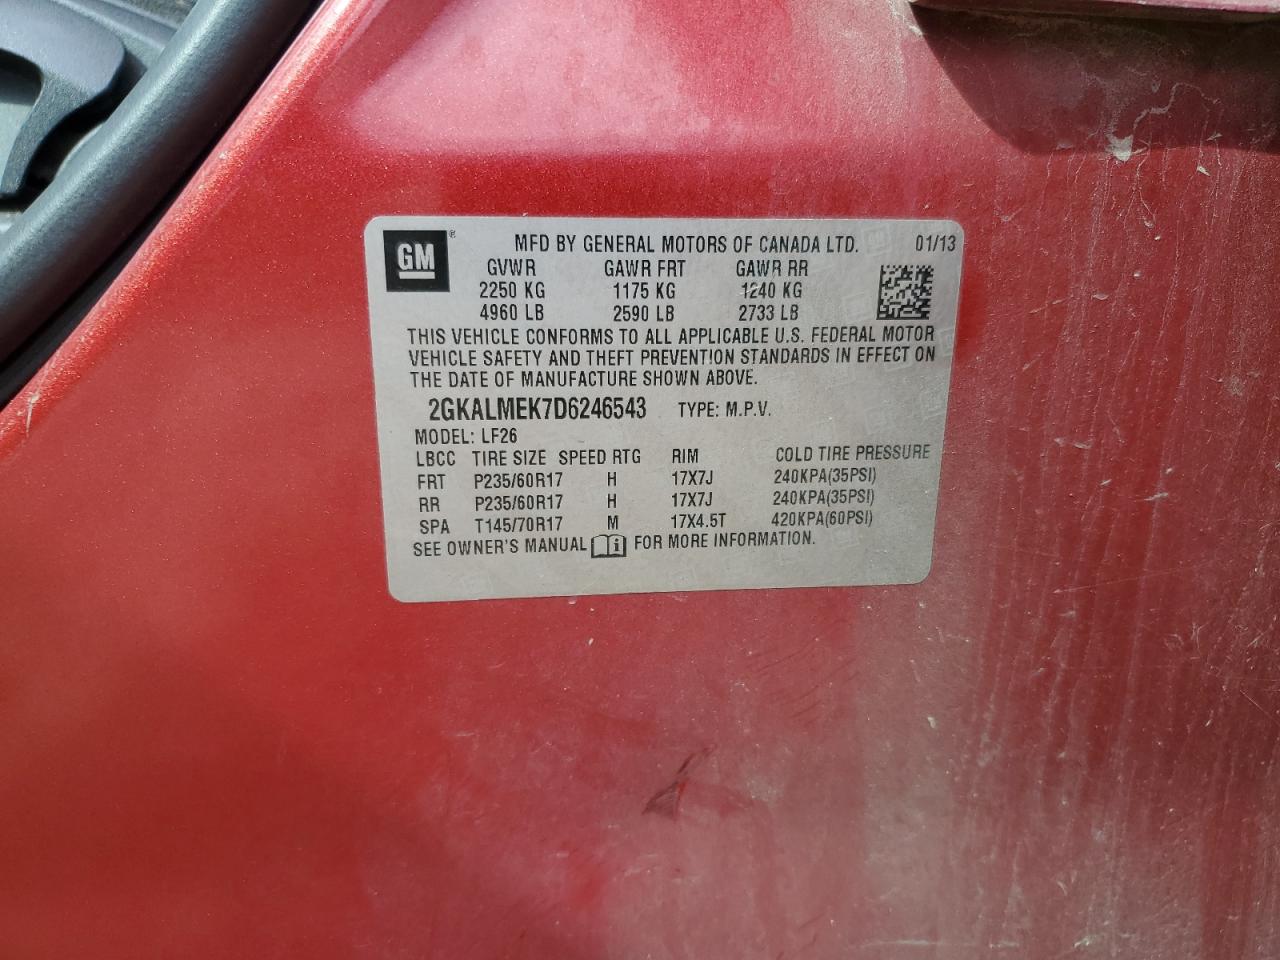 GM® MFD BY GENERAL MOTORS OF CANADA LTD. 01/13
GVWR GAWR FRT GAWR RR
2250 KG 1175 KG 1240 KG
4960 LB 2590 LB 2733 LB
THIS VEHICLE CONFORMS TO ALL APPLICABLE U.S. FEDERAL MOTOR
VEHICLE SAFETY AND THEFT PREVENTION STANDARDS IN EFFECT ON
THE DATE OF MANUFACTURE SHOWN ABOVE.
2GKALMEK7D6246543 TYPE: M.P.V.
MODEL: LF26
LBCC TIRE SIZE SPEED RTG RIM COLD TIRE PRESSURE
FRT P235/60R17 H 17X7J 240KPA(35PSI)
RR P235/60R17 H 17X7J 240KPA(35PSI)
SPA T145/70R17 M 17X4.5T 420KPA(60PSI)
SEE OWNER'S MANUAL FOR MORE INFORMATION.